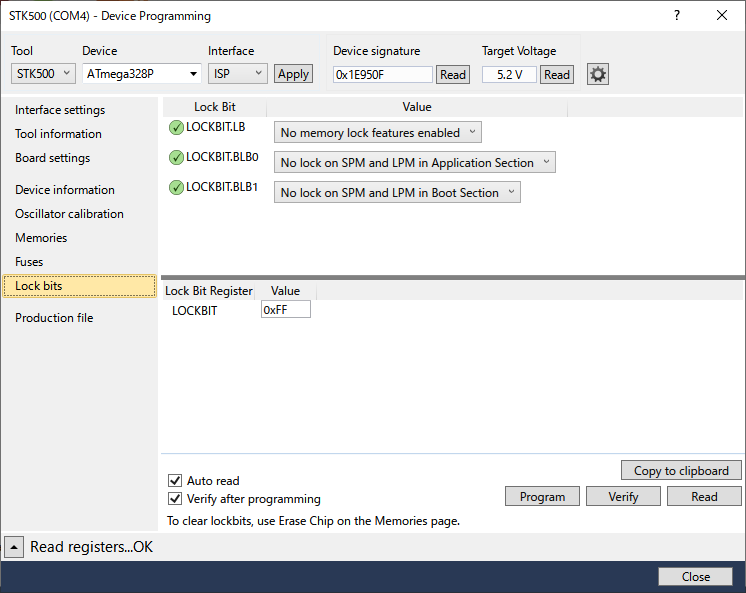 STK500 (COM4) - Device Programming
Tool Device Interface Device signature Target Voltage
STK500 ATmega328P ISP Apply 0x1E950F Read 5.2 V Read
Interface settings
Tool information
Board settings
Device information
Oscillator calibration
Memories
Fuses
Lock bits
Production file
Lock Bit Value
LOCKBIT.LB No memory lock features enabled
LOCKBIT.BLB0 No lock on SPM and LPM in Application Section
LOCKBIT.BLB1 No lock on SPM and LPM in Boot Section
Lock Bit Register Value
LOCKBIT 0xFF
Copy to clipboard
Auto read
Verify after programming
Program Verify Read
To clear lockbits, use Erase Chip on the Memories page.
Read registers...OK
Close